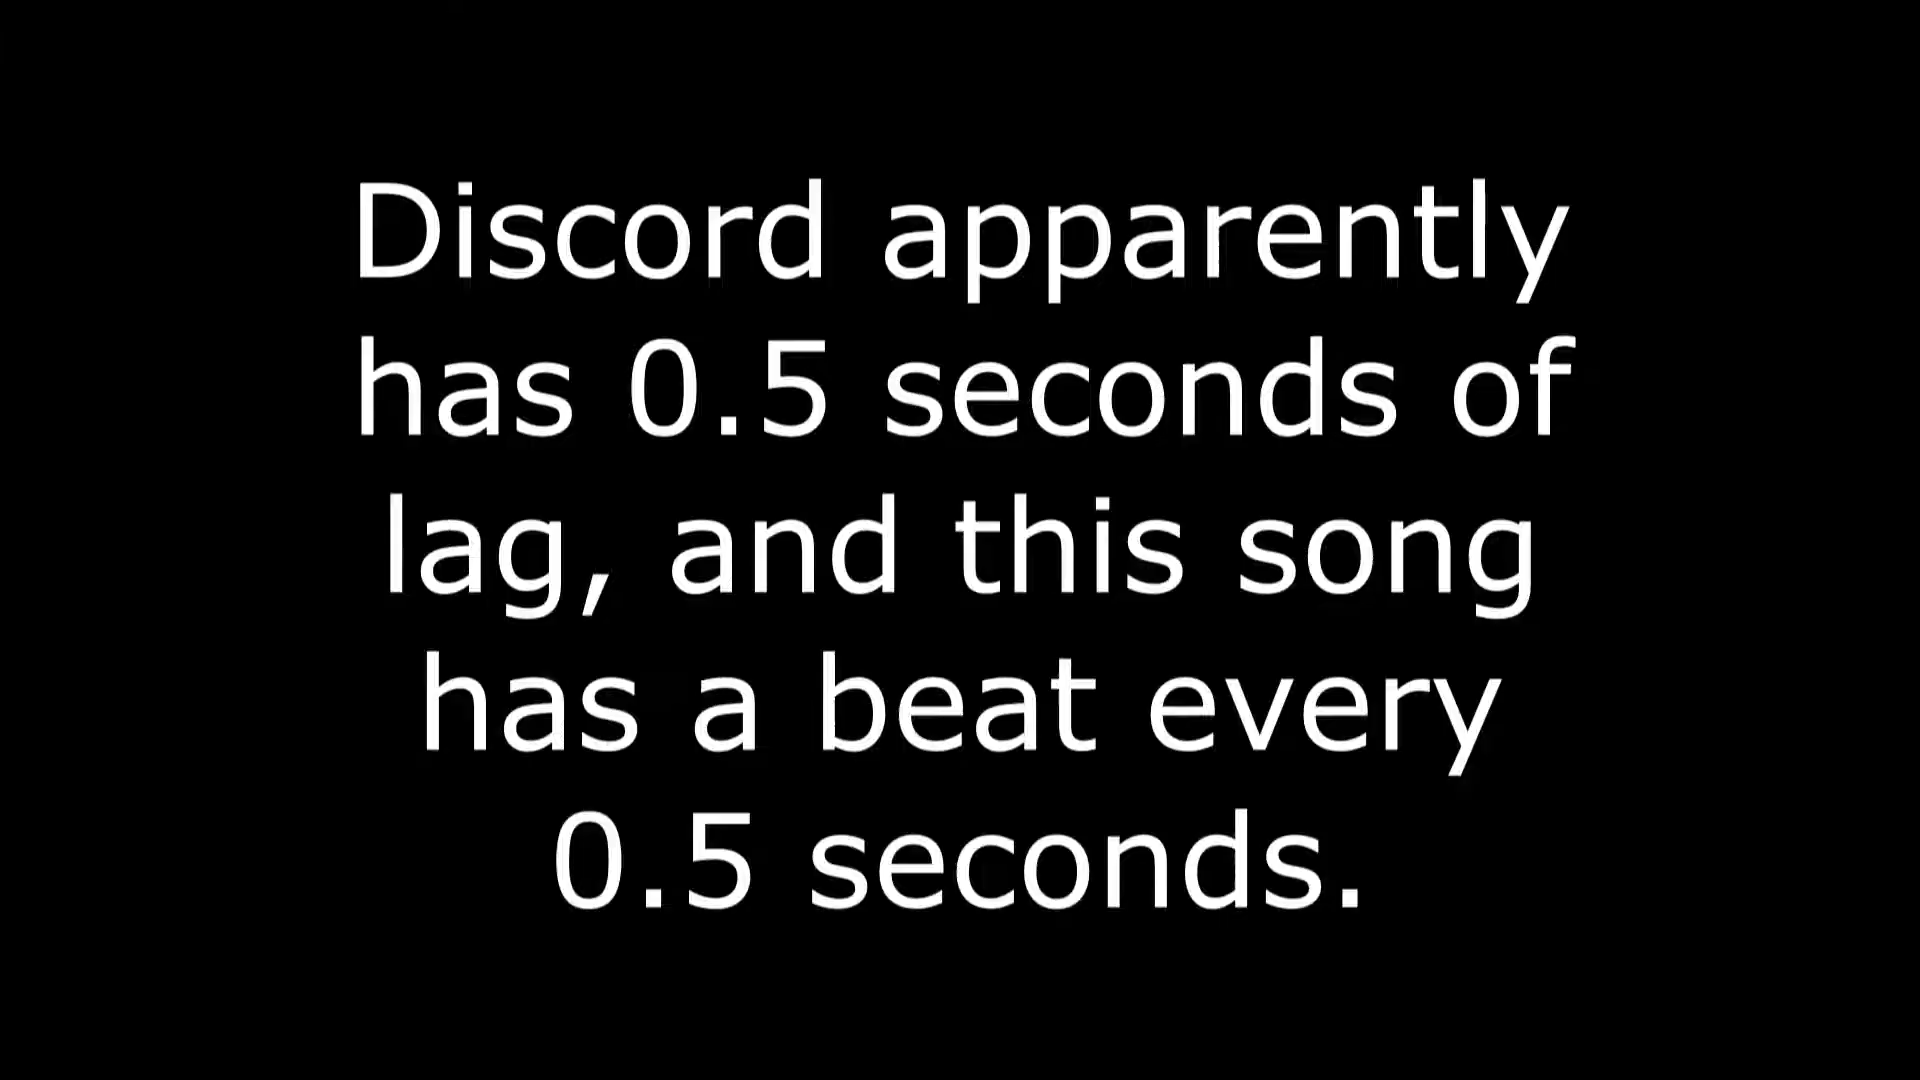 Discord apparently
has 0.5 seconds of
lag, and this song
has a beat every
0.5 seconds.